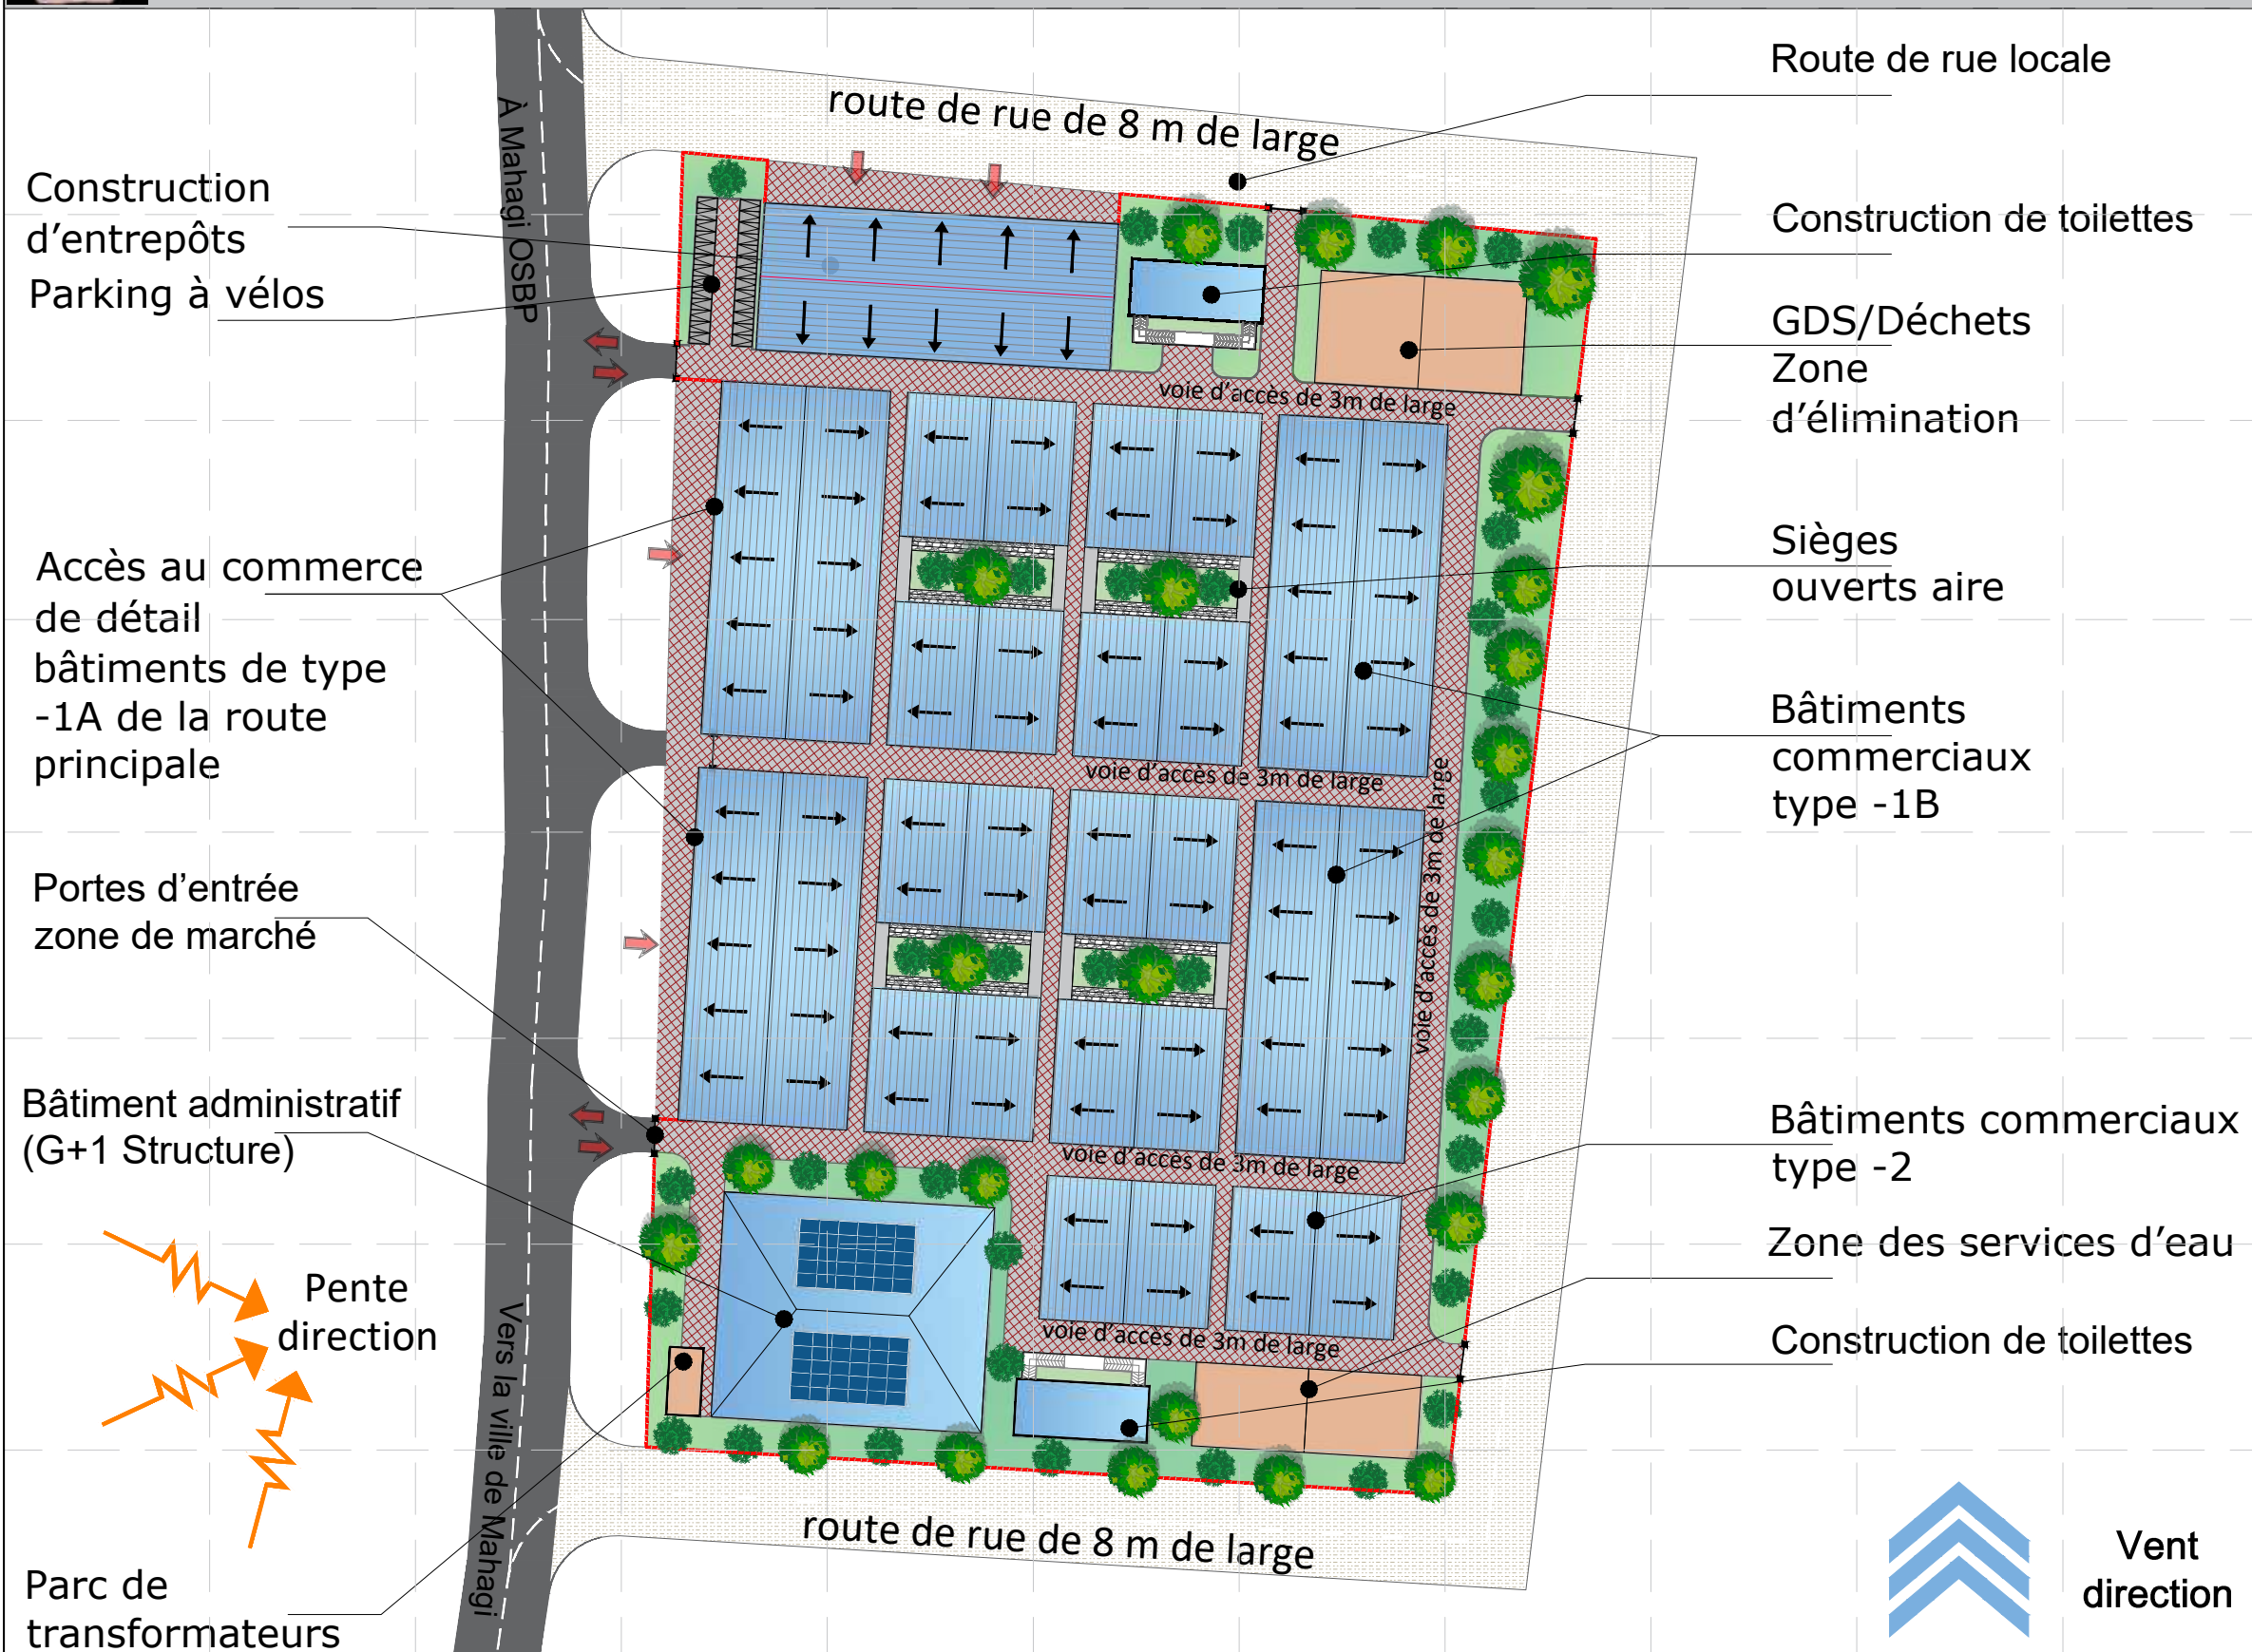 Route de rue locale
route de rue de 8 m de large
À Mahagi OSBP
Construction
d'entrepôts
Parking à vélos
Construction de toilettes
GDS/Déchets
Zone
d'élimination
voie d'accès de 3m de large
Sièges
ouverts aire
Accès au commerce
de détail
bâtiments de type
-1A de la route
principale
Bâtiments
commerciaux
type -1B
voie d'accès de 3m de large
voie d'accès de 3m de large
Portes d'entrée
zone de marché
Bâtiment administratif
(G+1 Structure)
voie d'accès de 3m de large
Bâtiments commerciaux
type -2
Zone des services d'eau
Pente
direction
Vers la ville de Mahagi
voie d'accès de 3m de large
Construction de toilettes
route de rue de 8 m de large
Parc de
transformateurs
Vent
direction